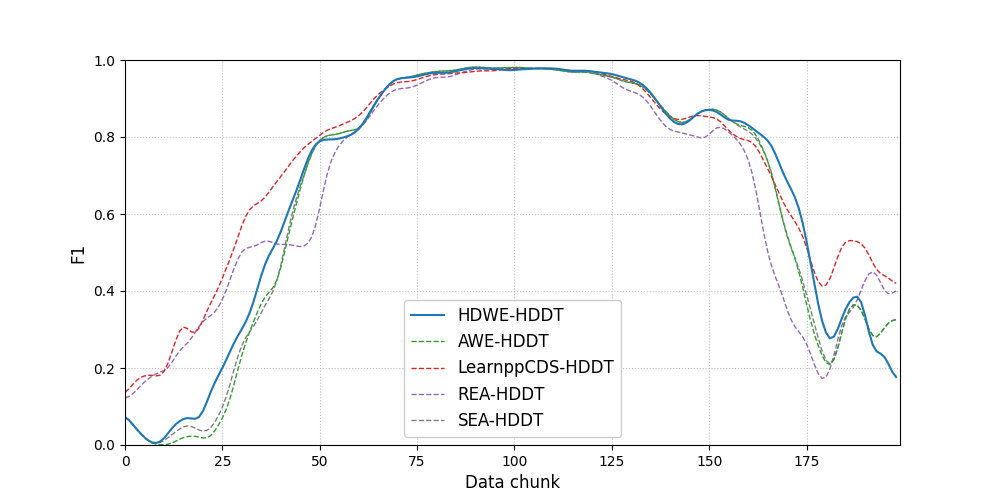 1.0
0.8
0.6
0.4
0.2
0.0
F1
HDWE-HDDT
AWE-HDDT
LearnppCDS-HDDT
REA-HDDT
SEA-HDDT
0 25 50 75 100 125 150 175
Data chunk